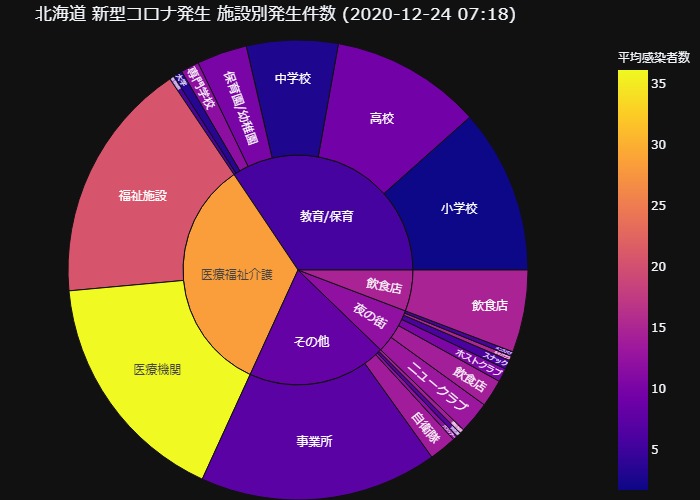 北海道 新型コロナ発生 施設別発生件数 (2020-12-24 07:18)
平均感染者数
35
30
25
20
15
10
5
大学
専門学校
保育園/幼稚園
中学校
高校
小学校
福祉施設
教育/保育
医療福祉介護
飲食店
飲食店
夜の街
その他
スナック
ホストクラブ
飲食店
ニュークラブ
医療機関
自衛隊
事業所